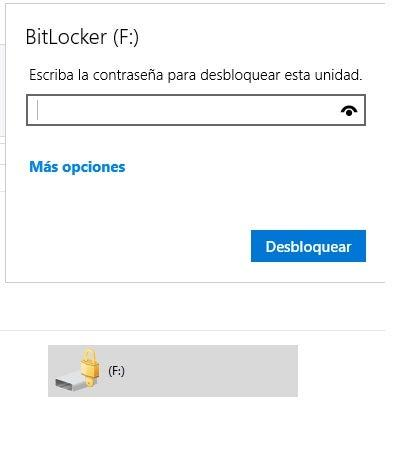 BitLocker (F:)
Escriba la contraseña para desbloquear esta unidad.
Más opciones
Desbloquear
(F:)